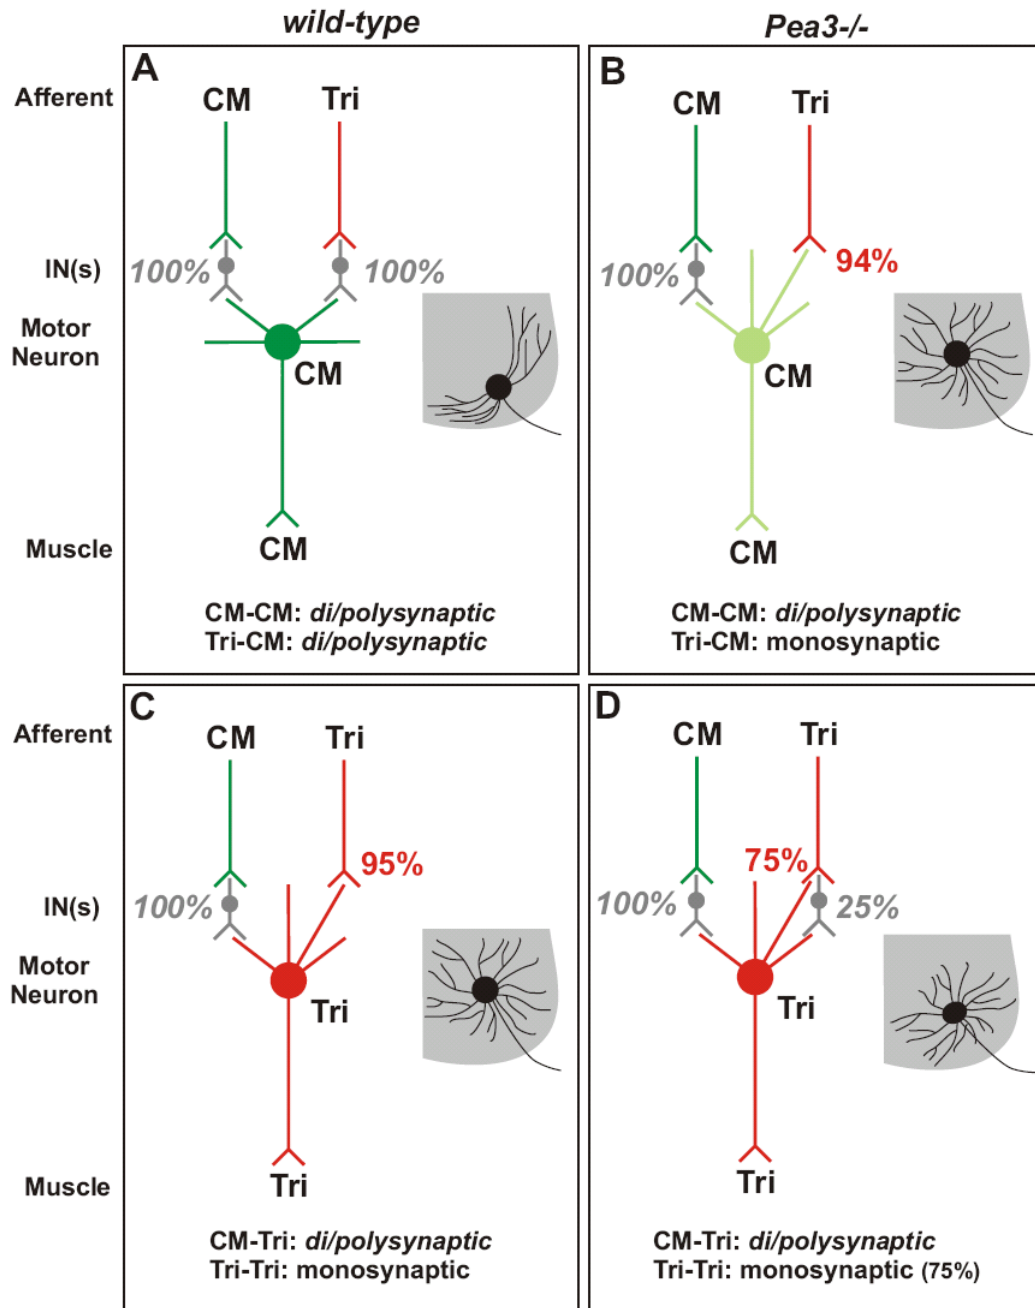 wild-type
Pea3-/-
A
Afferent
CM
Tri
IN(s)
100%
100%
Motor
Neuron
CM
Muscle
CM
CM-CM: di/polysynaptic
Tri-CM: di/polysynaptic
B
CM
Tri
100%
94%
CM
CM
CM-CM: di/polysynaptic
Tri-CM: monosynaptic
C
Afferent
CM
Tri
95%
IN(s)
100%
Motor
Neuron
Tri
Muscle
Tri
CM-Tri: di/polysynaptic
Tri-Tri: monosynaptic
D
CM
Tri
75%
100%
25%
Tri
Tri
CM-Tri: di/polysynaptic
Tri-Tri: monosynaptic (75%)